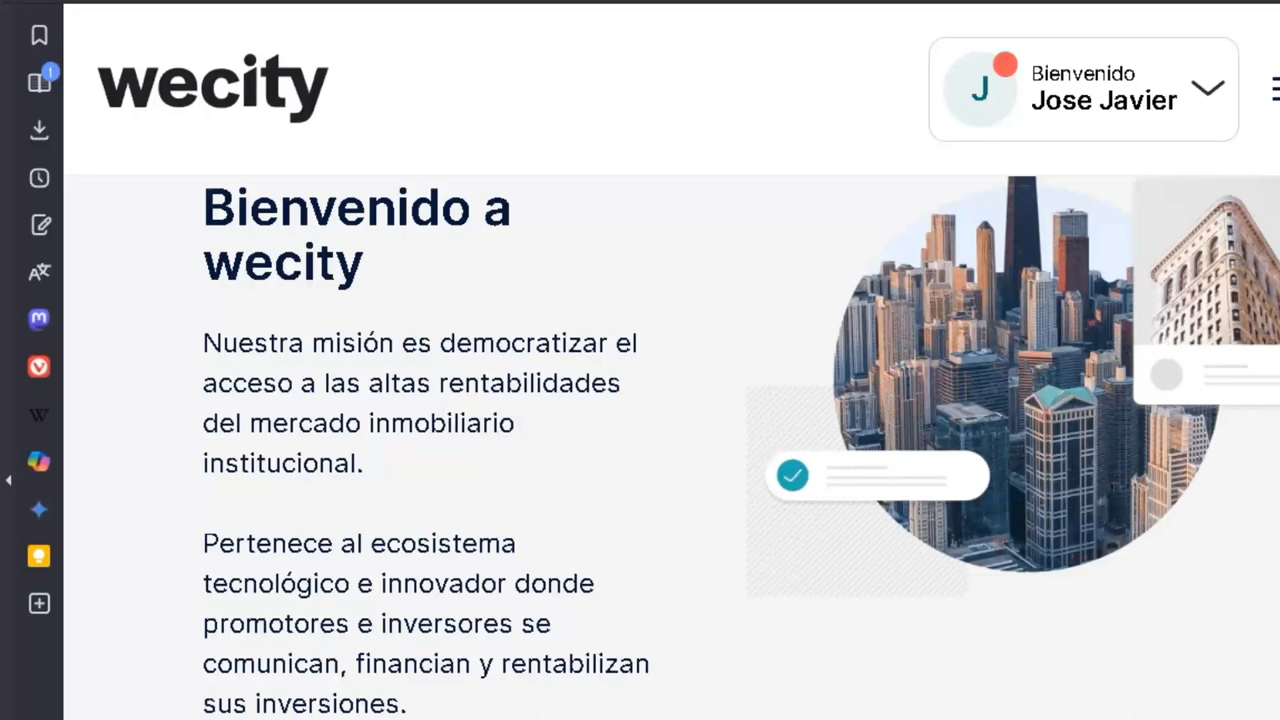 1
wecity
J
Bienvenido
Jose Javier
Bienvenido a
wecity
Nuestra misión es democratizar el
acceso a las altas rentabilidades
del mercado inmobiliario
institucional.
Pertenece al ecosistema
tecnológico e innovador donde
promotores e inversores se
comunican, financian y rentabilizan
sus inversiones.
W